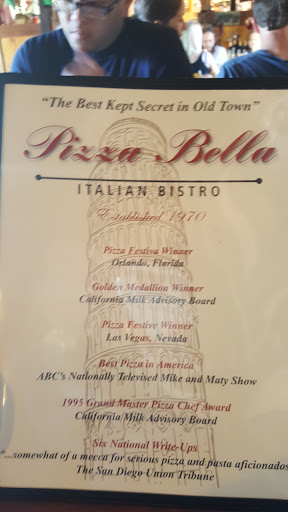 “The Best Kept Secret in Old Town”
Pizza Bella
ITALIAN BISTRO
Established 1970
Pizza Festiva Winner
Orlando, Florida
Golden Medallion Winner
California Milk Advisory Board
Pizza Festive Winner
Las Vegas, Nevada
Best Pizza in America
ABC's Nationally Televised Mike and Maty Show
1995 Grand Master Pizza Chef Award
California Milk Advisory Board
Six National Write-Ups
“...somewhat of a mecca for serious pizza and pasta aficionados
The San Diego Union Tribune